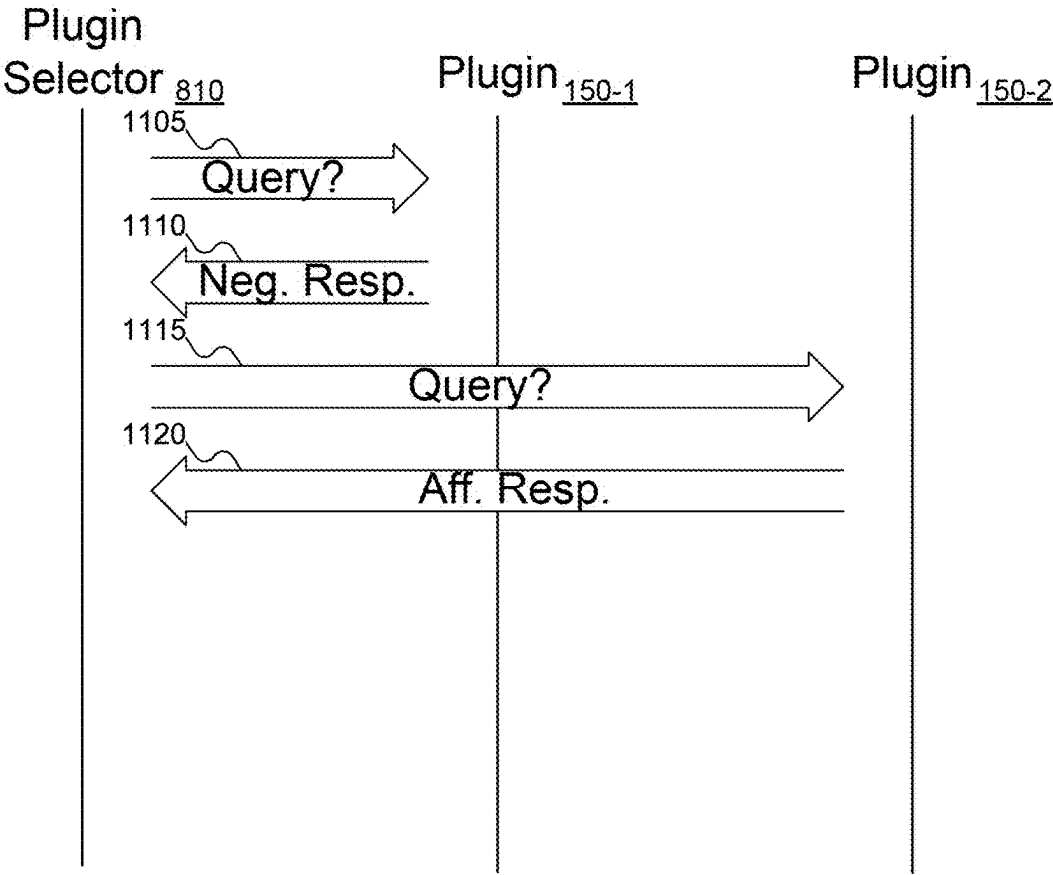 Plugin
Selector 810
Plugin 150-1
Plugin 150-2
1105
Query?
1110
Neg. Resp.
1115
Query?
1120
Aff. Resp.